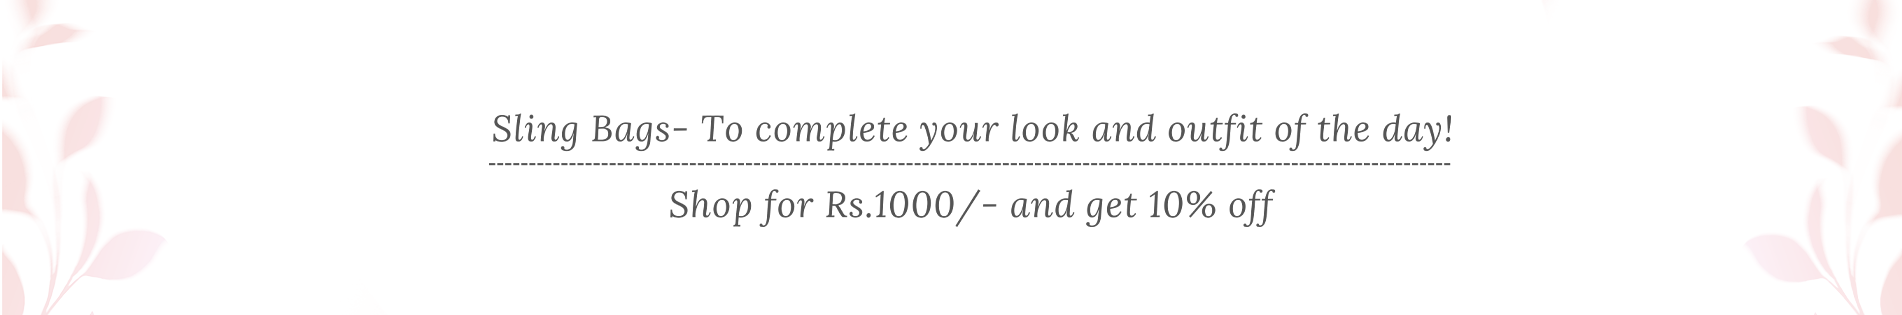 Sling Bags- To complete your look and outfit of the day!
Shop for Rs.1000/- and get 10% off